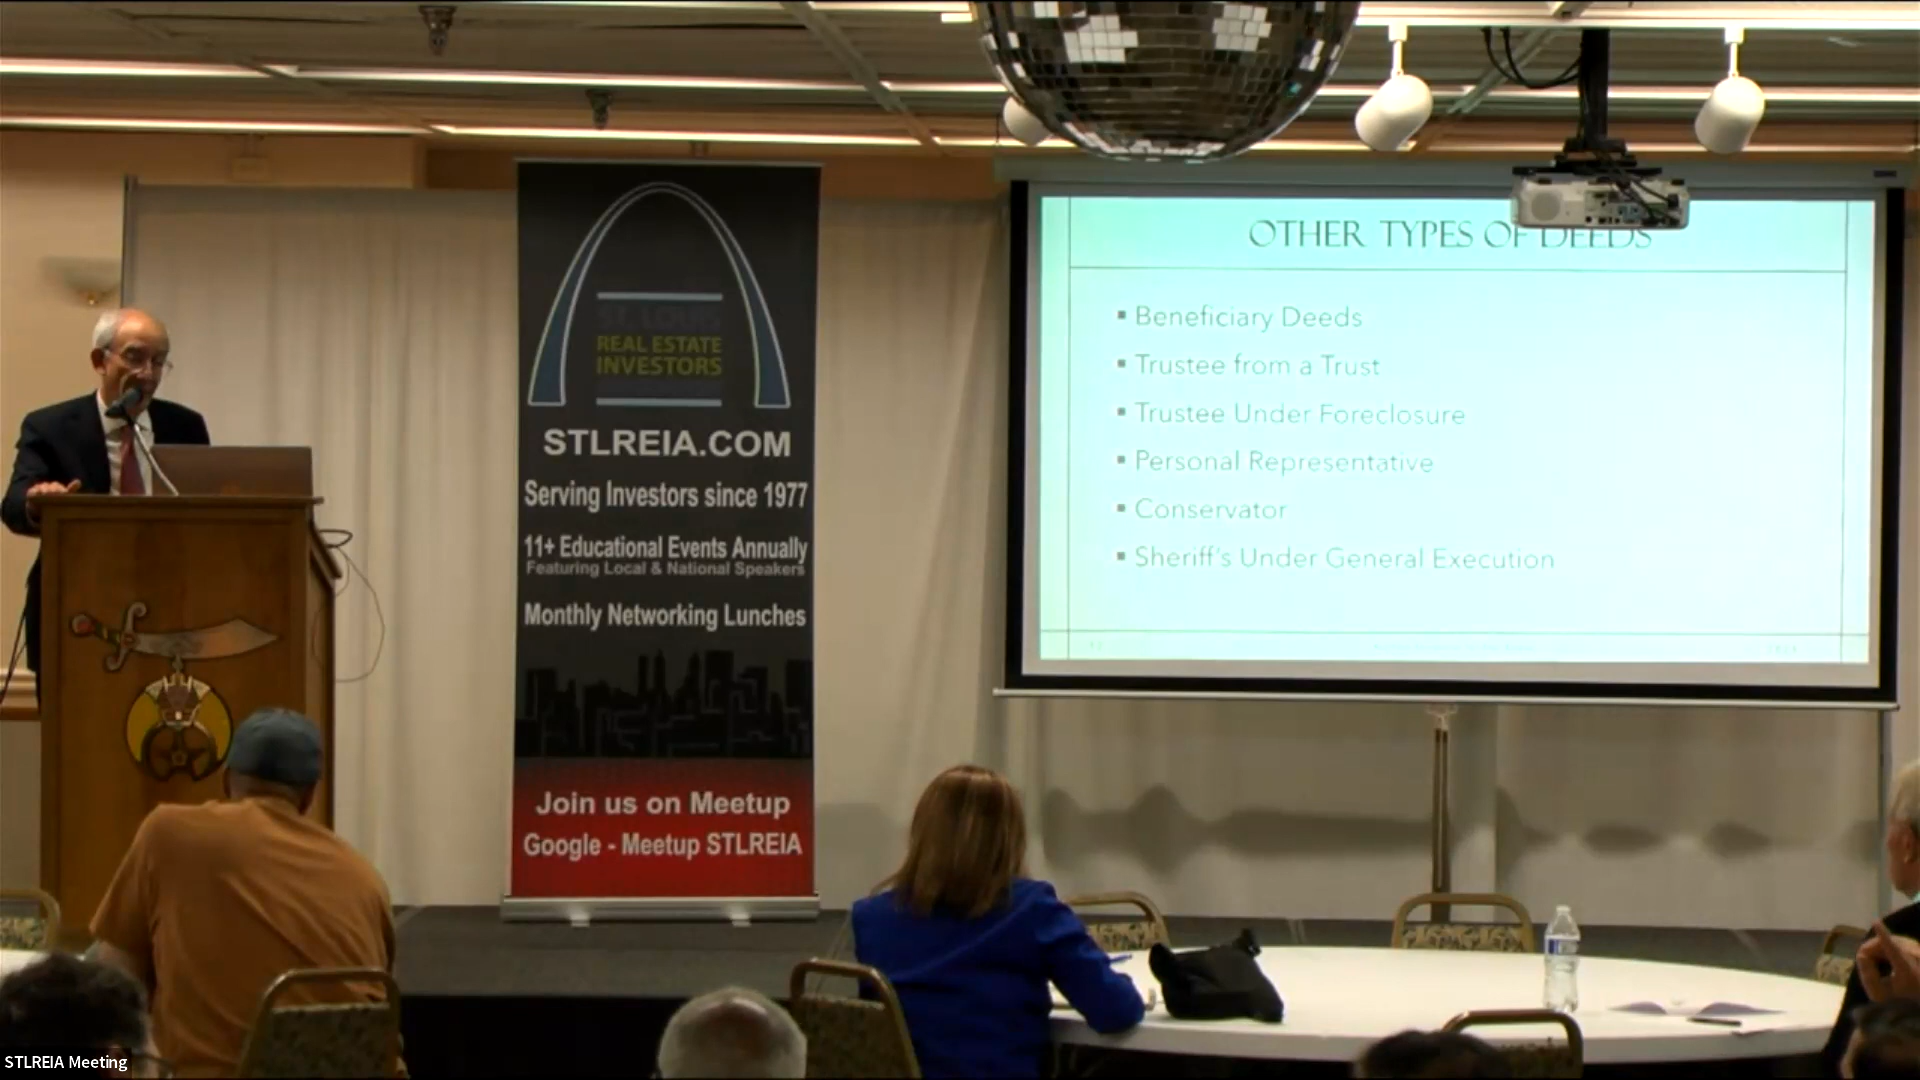 ST. LOUIS
REAL ESTATE
INVESTORS
STLREIA.COM
Serving Investors since 1977
11+ Educational Events Annually
Featuring Local & National Speakers
Monthly Networking Lunches
Join us on Meetup
Google - Meetup STLREIA
OTHER TYPES OF DEEDS
▪ Beneficiary Deeds
▪ Trustee from a Trust
▪ Trustee Under Foreclosure
▪ Personal Representative
▪ Conservator
▪ Sheriff's Under General Execution
STLREIA Meeting